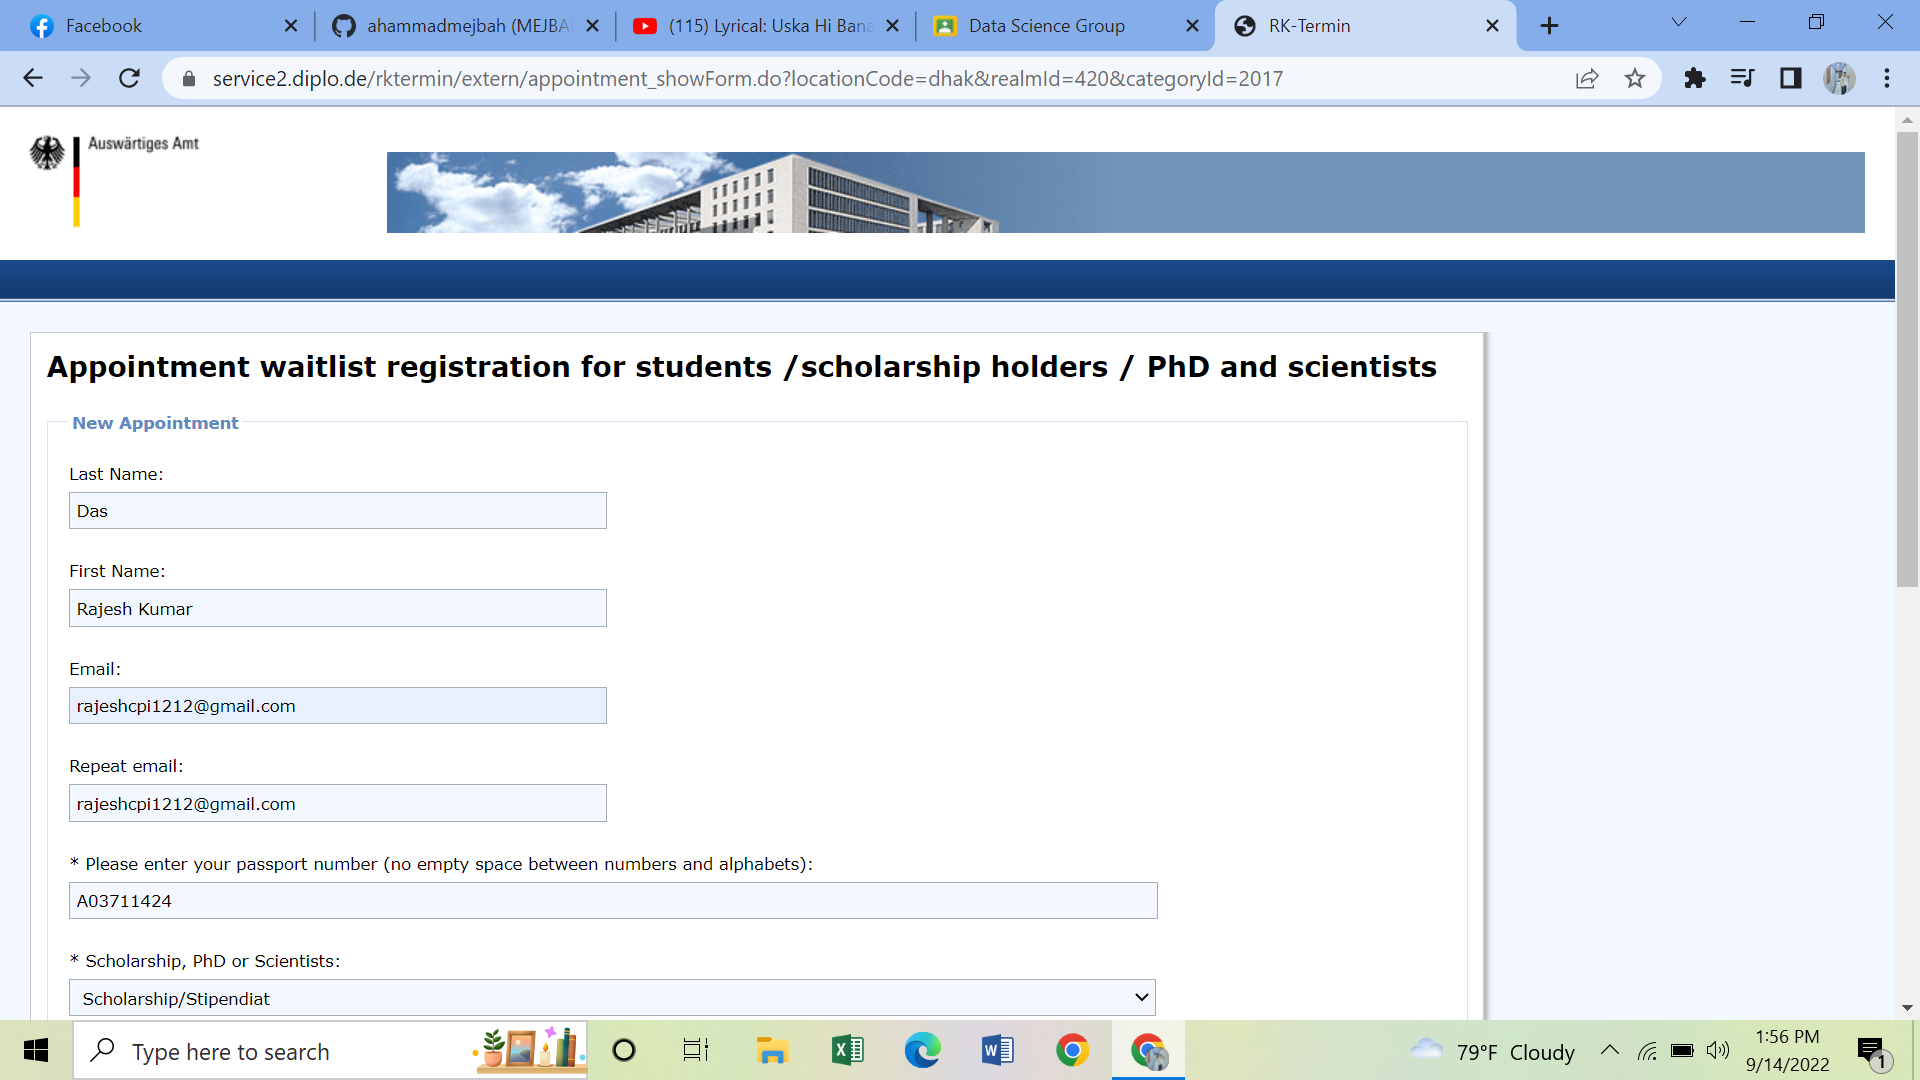 Facebook
ahammadmejbah (MEJBA
(115) Lyrical: Uska Hi Bana
Data Science Group
RK-Termin
service2.diplo.de/rktermin/extern/appointment_showForm.do?locationCode=dhak&realmId=420&categoryId=2017
Auswärtiges Amt
Appointment waitlist registration for students /scholarship holders / PhD and scientists
New Appointment
Last Name:
Das
First Name:
Rajesh Kumar
Email:
rajeshcpi1212@gmail.com
Repeat email:
rajeshcpi1212@gmail.com
* Please enter your passport number (no empty space between numbers and alphabets):
A03711424
* Scholarship, PhD or Scientists:
Scholarship/Stipendiat
Type here to search
79°F Cloudy
1:56 PM
9/14/2022
1